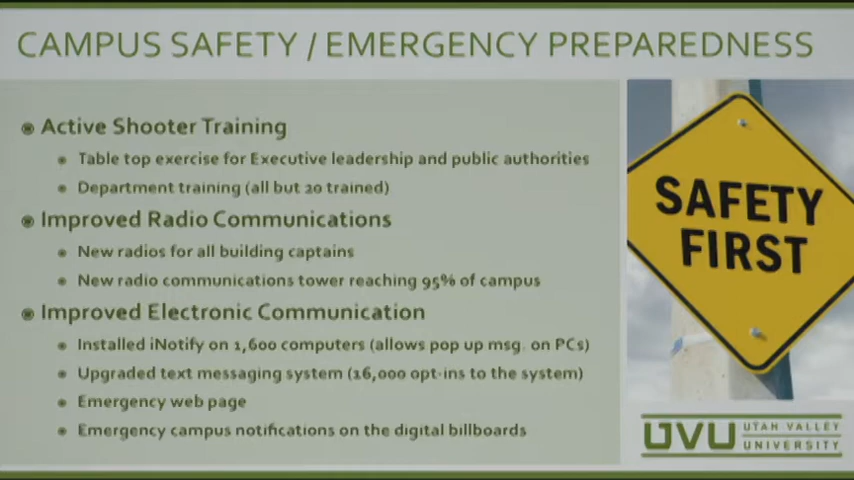 CAMPUS SAFETY / EMERGENCY PREPAREDNESS
Active Shooter Training
Table top exercise for Executive leadership and public authorities
Department training (all but 20 trained)
Improved Radio Communications
New radios for all building captains
New radio communications tower reaching 95% of campus
Improved Electronic Communication
Installed iNotify on 1,600 computers (allows pop up msg. on PCs)
Upgraded text messaging system (16,000 opt-ins to the system)
Emergency web page
Emergency campus notifications on the digital billboards
SAFETY
FIRST
UVU UTAH VALLEY
UNIVERSITY